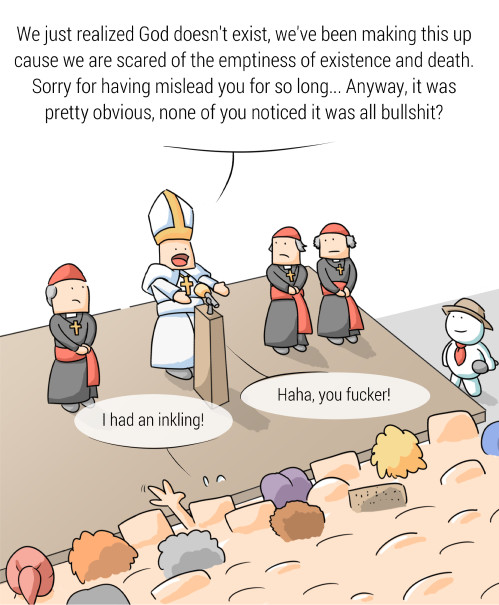 We just realized God doesn't exist, we've been making this up
cause we are scared of the emptiness of existence and death.
Sorry for having mislead you for so long... Anyway, it was
pretty obvious, none of you noticed it was all bullshit?
Haha, you fucker!
I had an inkling!